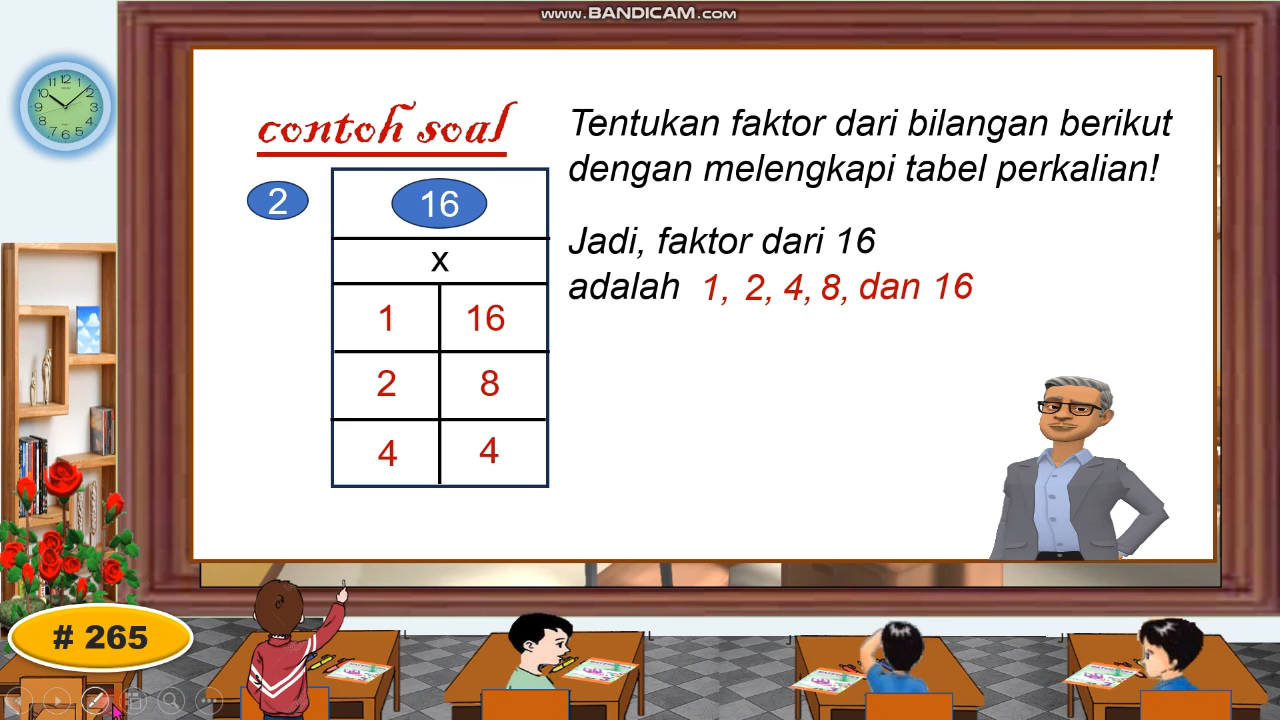 www.BANDICAM.com
contoh soal
Tentukan faktor dari bilangan berikut
dengan melengkapi tabel perkalian!
2
16
x
1 16
2 8
4 4
Jadi, faktor dari 16
adalah 1, 2, 4, 8, dan 16
# 265